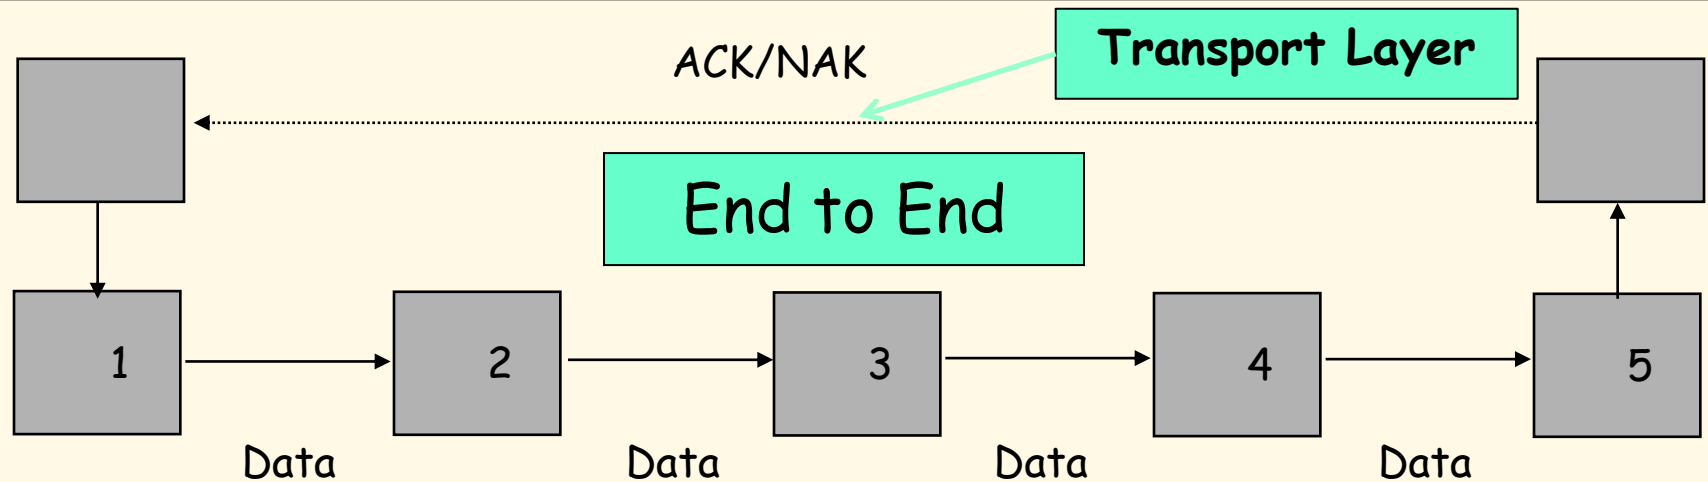 ACK/NAK
Transport Layer
End to End
1
2
3
4
5
Data
Data
Data
Data